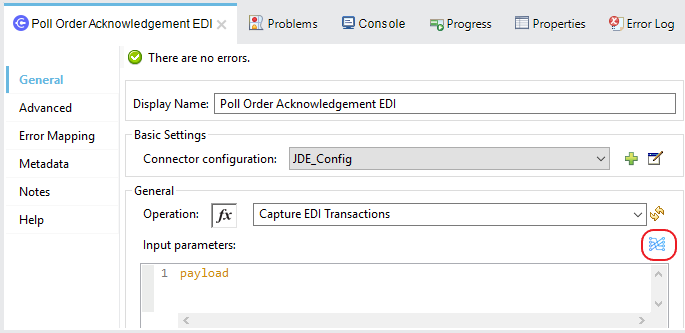 Poll Order Acknowledgement EDI Problems Console Progress Properties Error Log
There are no errors.
General
Advanced
Error Mapping
Metadata
Notes
Help
Display Name: Poll Order Acknowledgement EDI
Basic Settings
Connector configuration: JDE_Config
General
Operation: fx Capture EDI Transactions
Input parameters:
1 payload